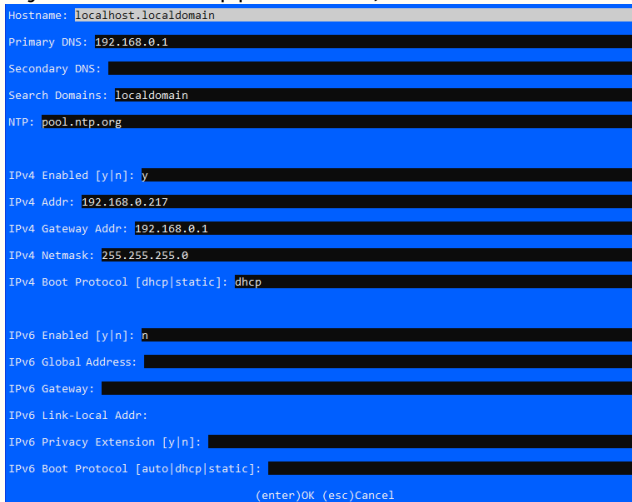 Hostname: localhost.localdomain
Primary DNS: 192.168.0.1
Secondary DNS:
Search Domains: localdomain
NTP: pool.ntp.org
IPv4 Enabled [y|n]: y
IPv4 Addr: 192.168.0.217
IPv4 Gateway Addr: 192.168.0.1
IPv4 Netmask: 255.255.255.0
IPv4 Boot Protocol [dhcp|static]: dhcp
IPv6 Enabled [y|n]: n
IPv6 Global Address:
IPv6 Gateway:
IPv6 Link-Local Addr:
IPv6 Privacy Extension [y|n]:
IPv6 Boot Protocol [auto|dhcp|static]:
(enter)OK (esc)Cancel